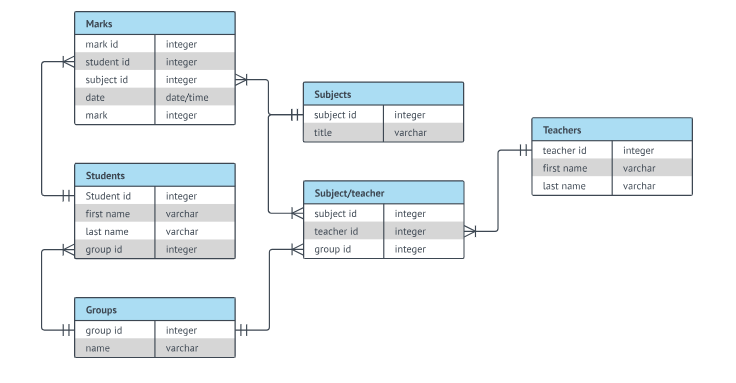 Marks
mark id integer
student id integer
subject id integer
date date/time
mark integer
Subjects
subject id integer
title varchar
Teachers
teacher id integer
first name varchar
last name varchar
Students
Student id integer
first name varchar
last name varchar
group id integer
Subject/teacher
subject id integer
teacher id integer
group id integer
Groups
group id integer
name varchar